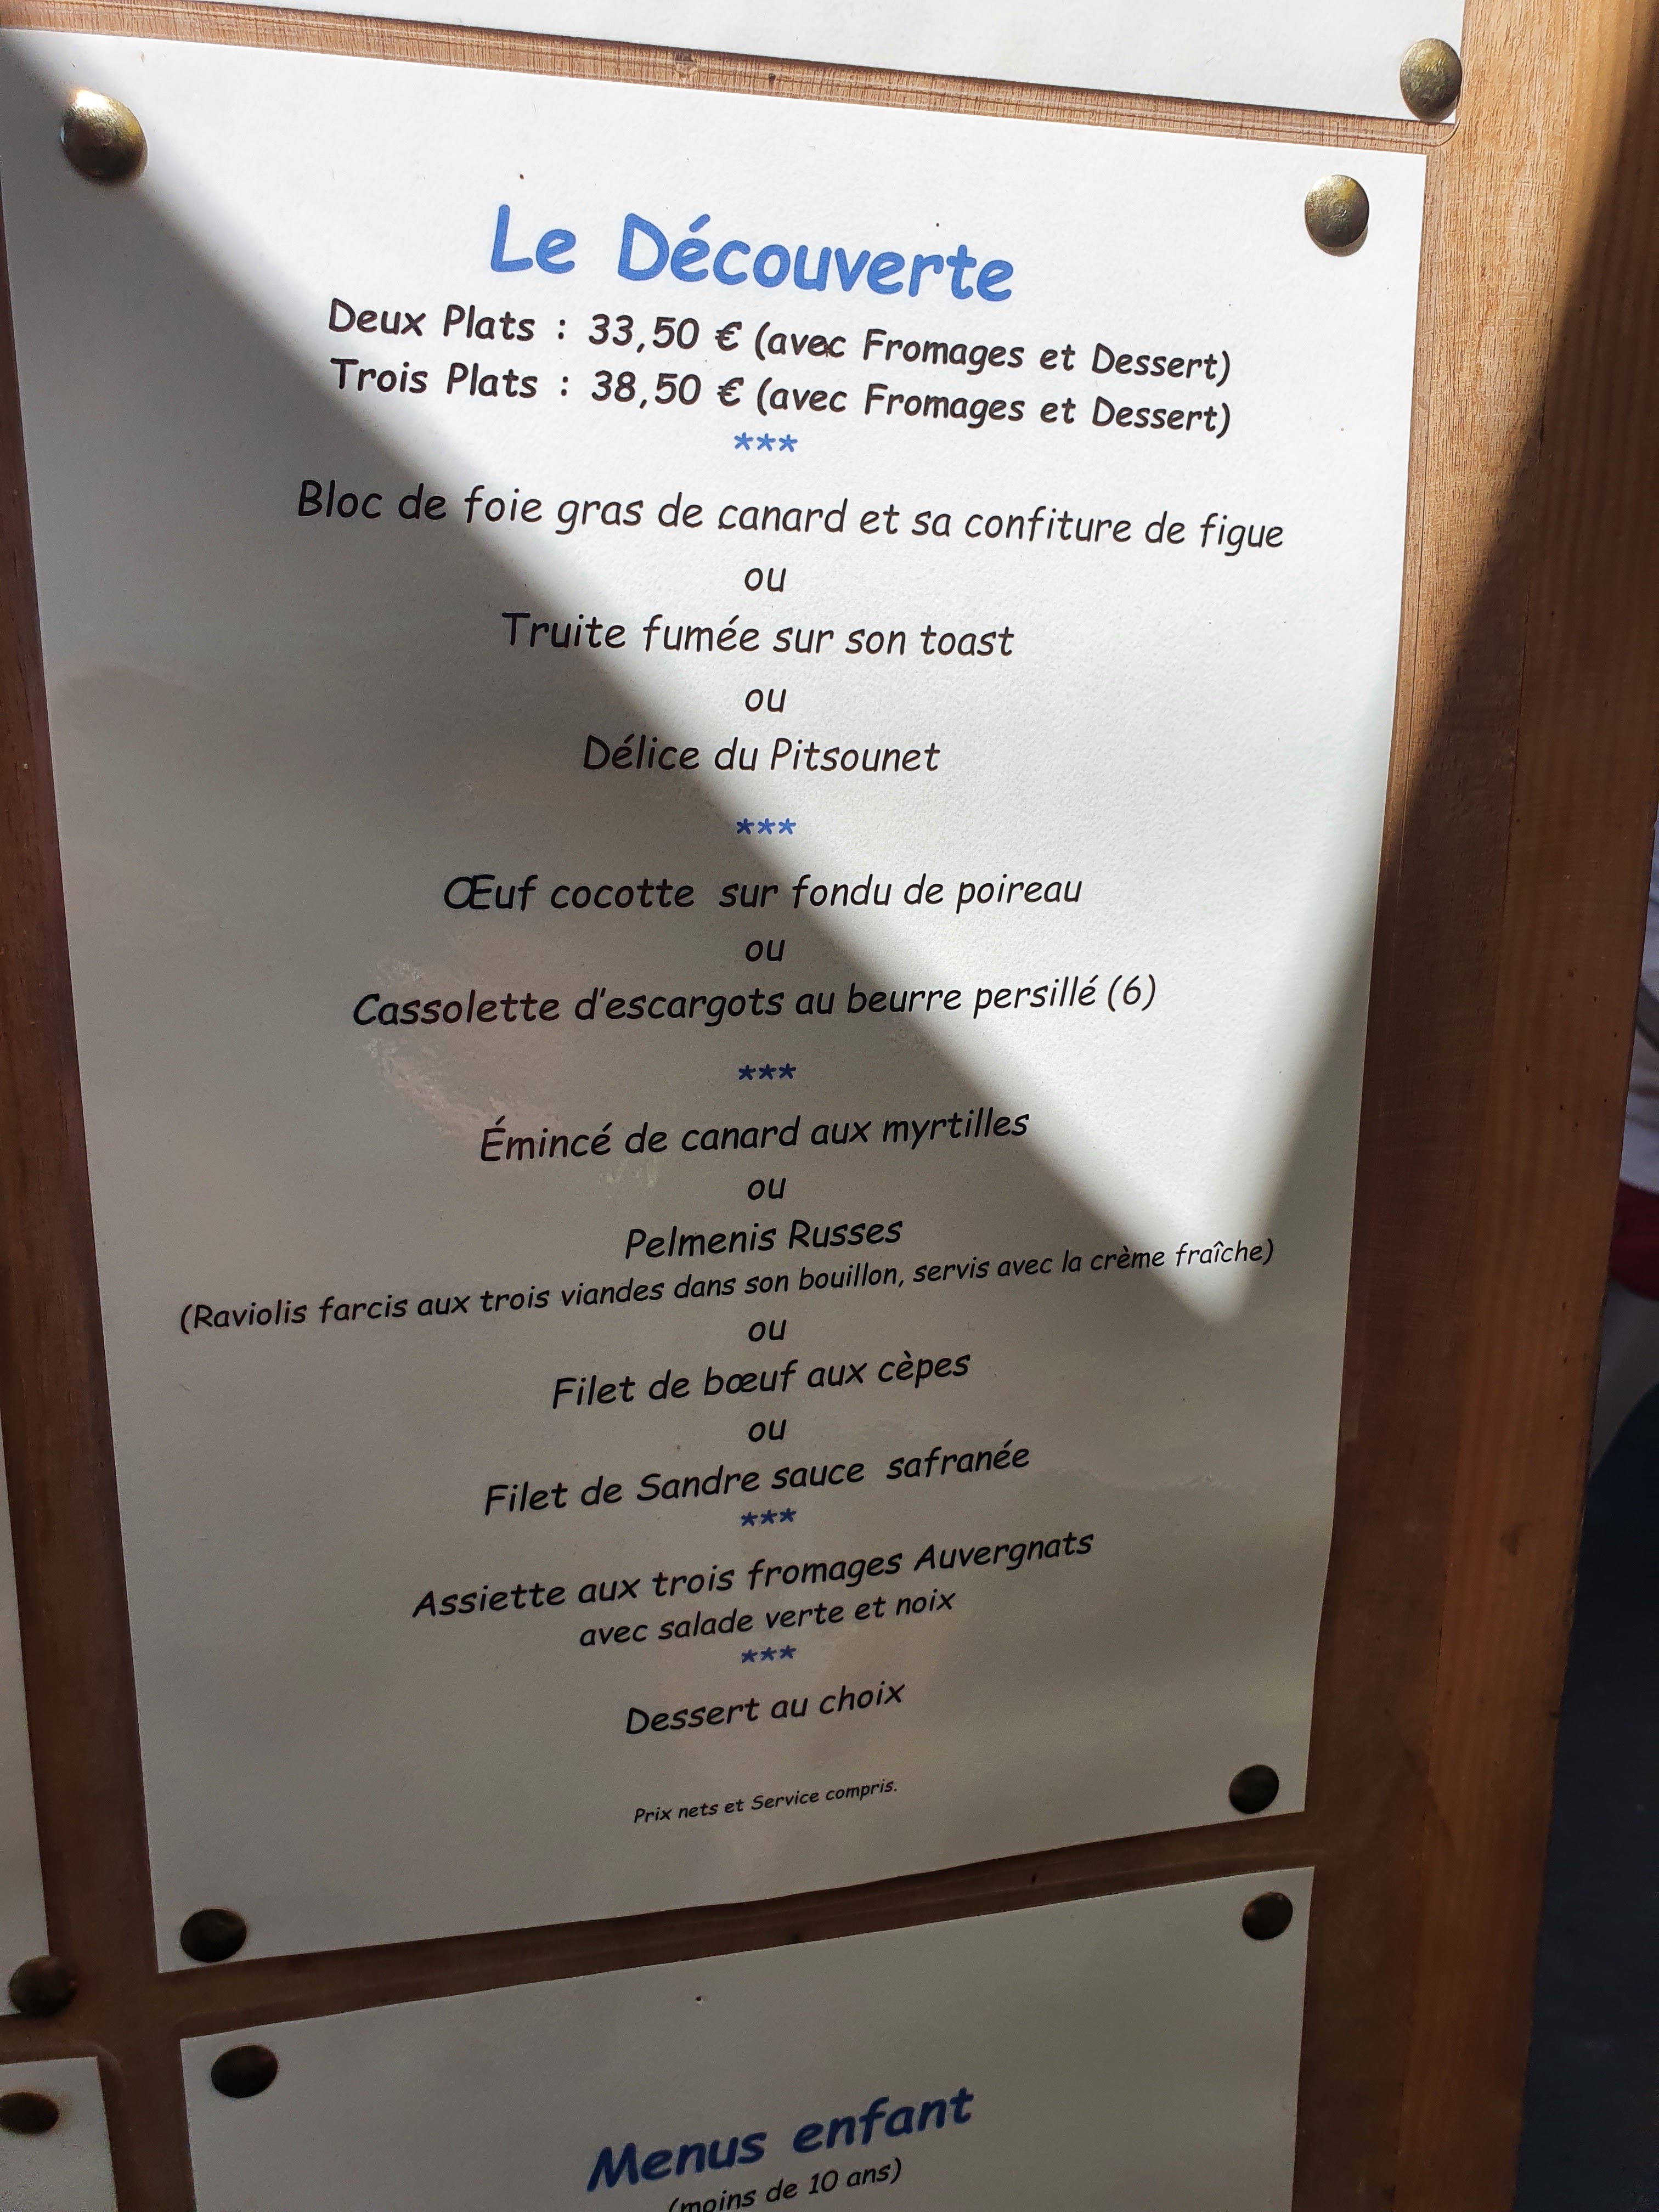 Le Découverte
Deux Plats : 33,50 € (avec Fromages et Dessert)
Trois Plats : 38,50 € (avec Fromages et Dessert)
***
Bloc de foie gras de canard et sa confiture de figue
ou
Truite fumée sur son toast
ou
Délice du Pitsounet
***
Œuf cocotte sur fondu de poireau
ou
Cassolette d'escargots au beurre persillé (6)
***
Émincé de canard aux myrtilles
ou
Pelmenis Russes
(Raviolis farcis aux trois viandes dans son bouillon, servis avec la crème fraîche)
ou
Filet de bœuf aux cèpes
ou
Filet de Sandre sauce safranée
***
Assiette aux trois fromages Auvergnats
avec salade verte et noix
***
Dessert au choix
Prix nets et Service compris.
Menus enfant
(moins de 10 ans)